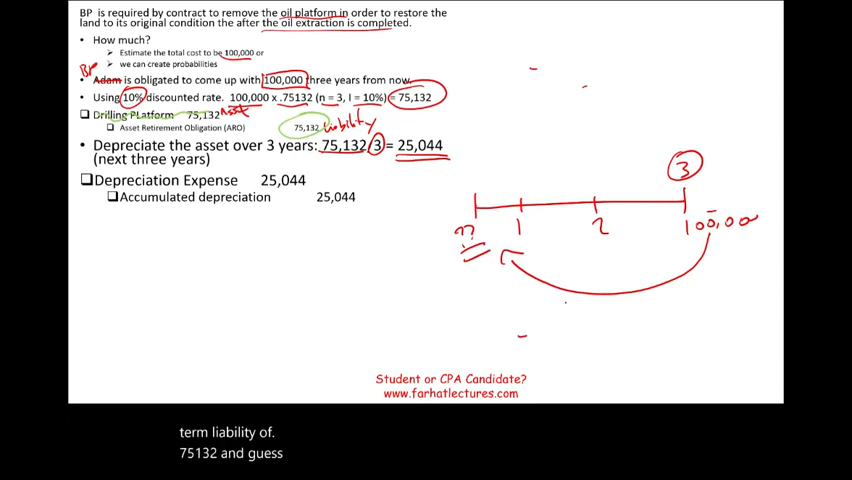 BP is required by contract to remove the oil platform in order to restore the
land to its original condition the after the oil extraction is completed.
• How much?
➢ Estimate the total cost to be 100,000 or
➢ we can create probabilities
BP
• Adam is obligated to come up with 100,000 three years from now.
• Using 10% discounted rate. 100,000 x .75132 (n = 3, I = 10%) = 75,132
❑ Drilling PLatform 75,132 Asset
❑ Asset Retirement Obligation (ARO) 75,132 Liability
• Depreciate the asset over 3 years: 75,132/3 = 25,044
(next three years)
❑Depreciation Expense 25,044
❑Accumulated depreciation 25,044
3
?? 1 2 100,00
Student or CPA Candidate?
www.farhatlectures.com
term liability of.
75132 and guess